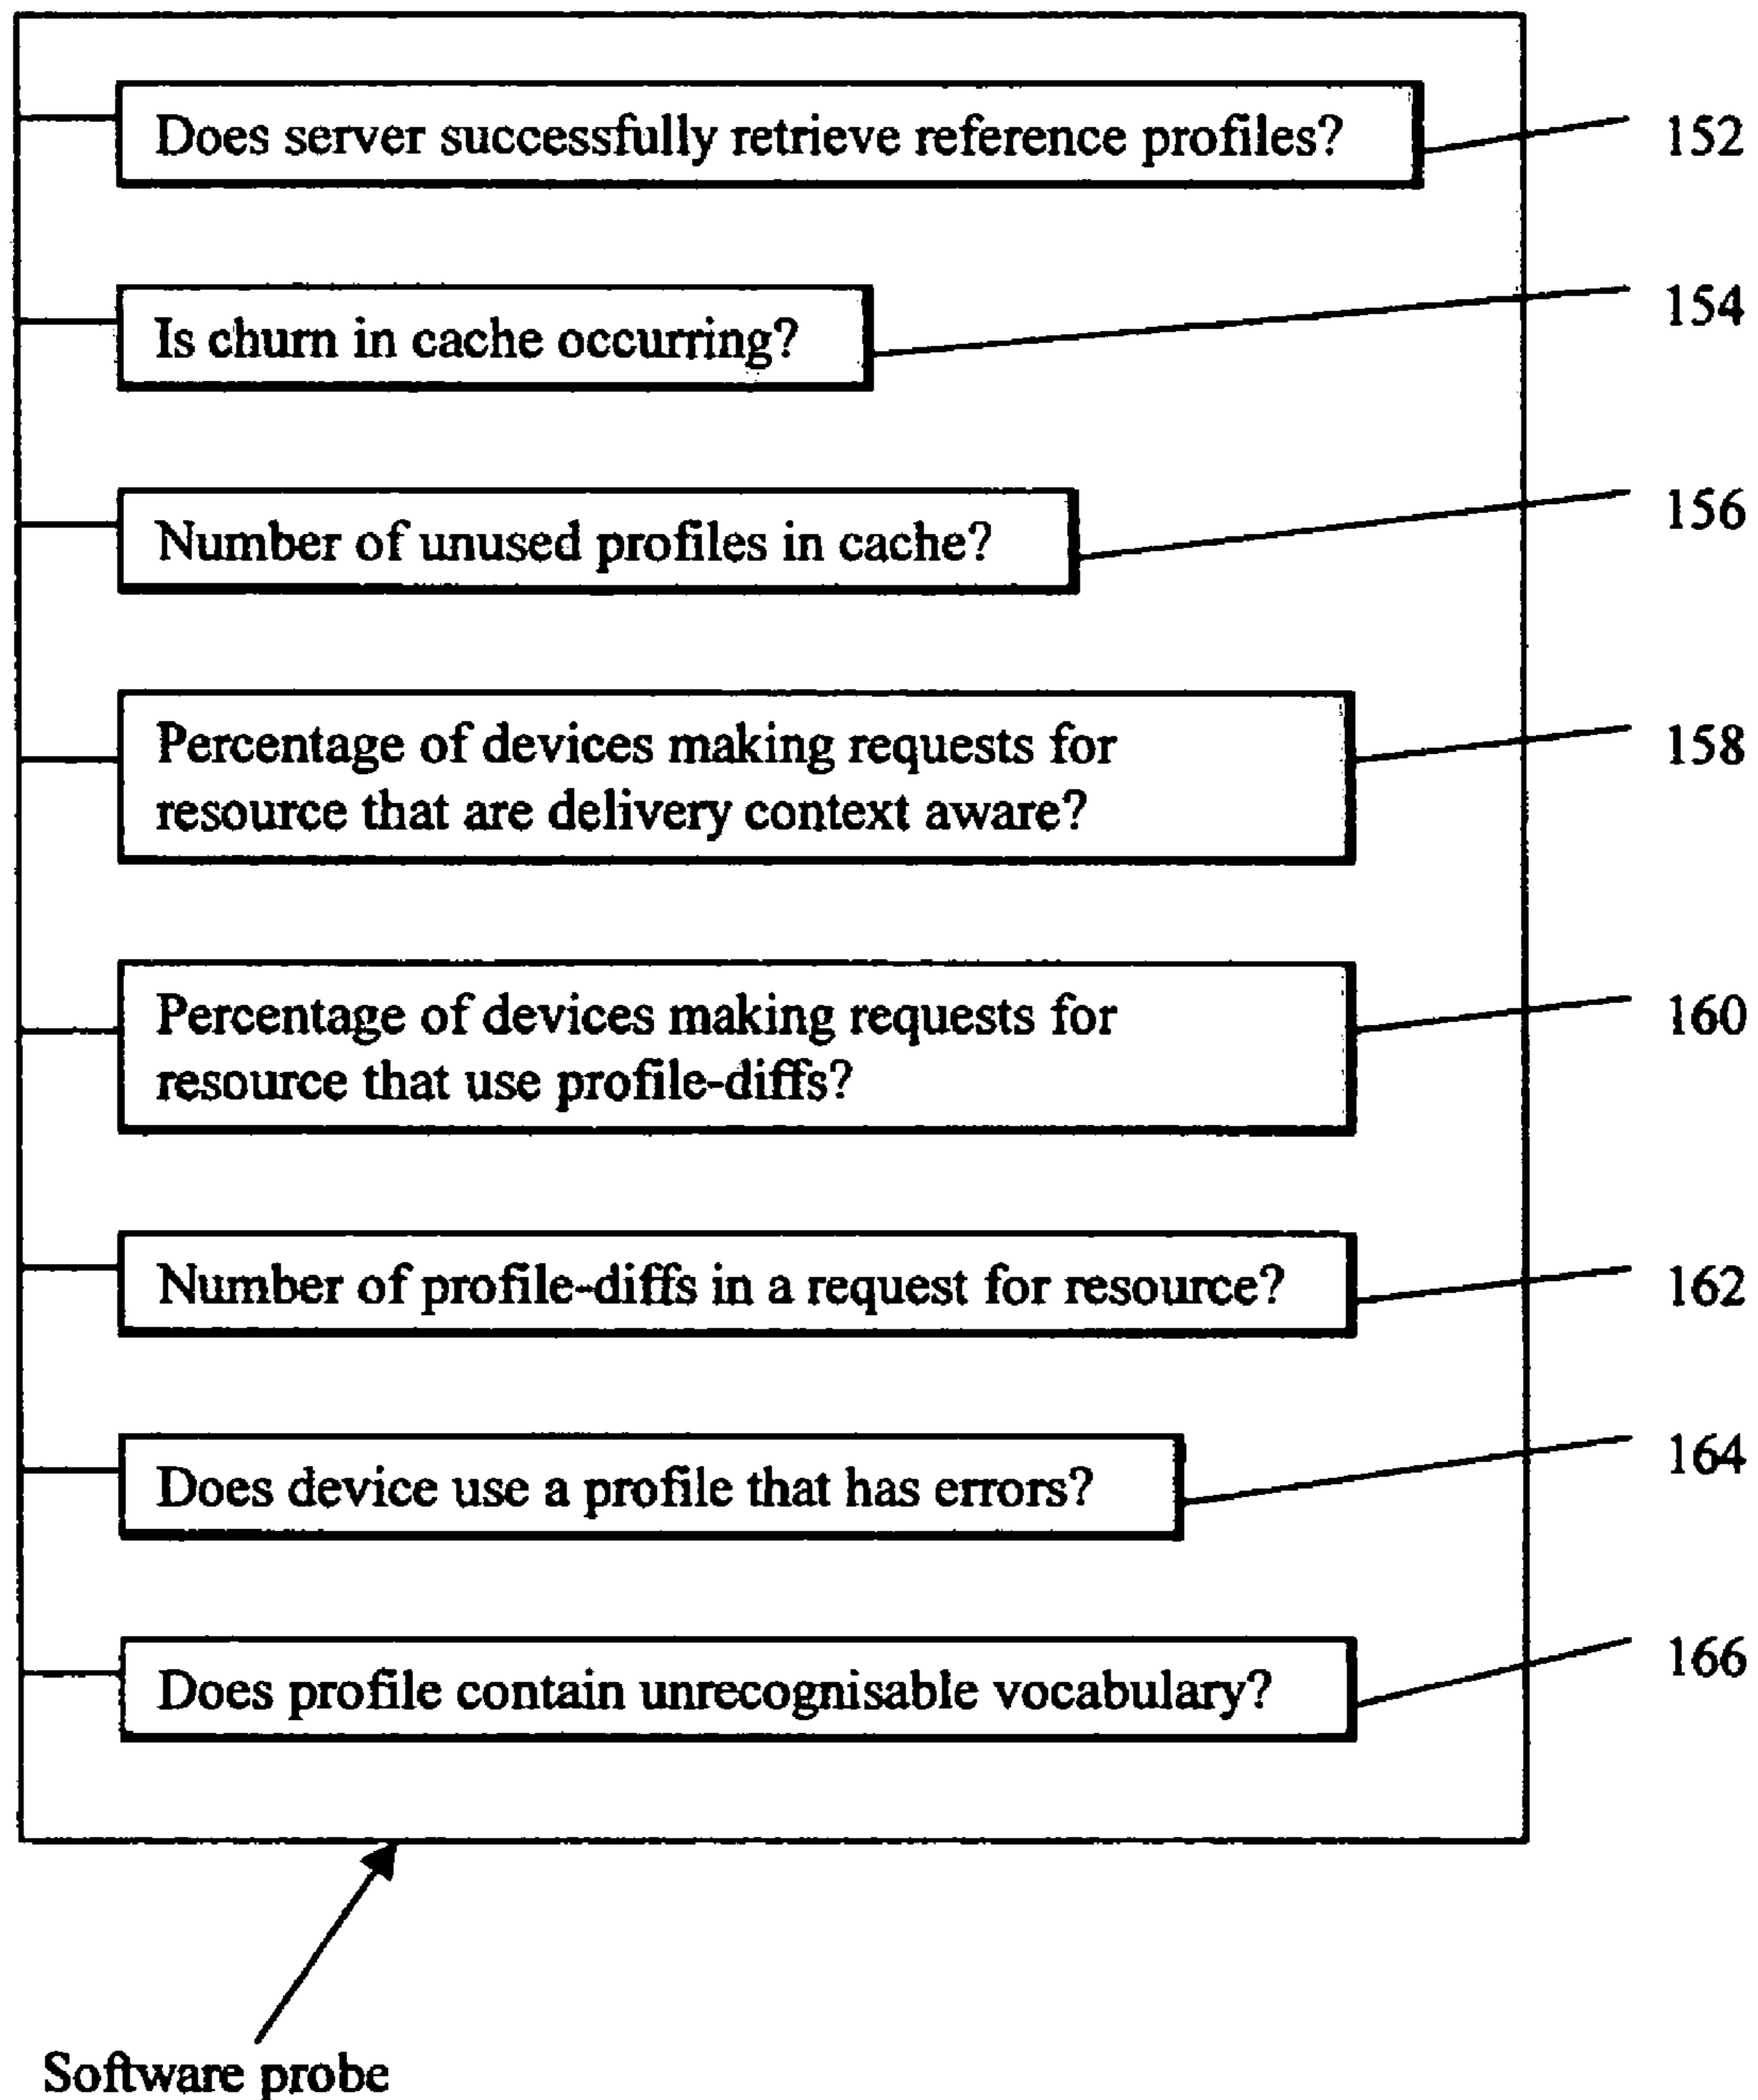 Does server successfully retrieve reference profiles?
152
Is churn in cache occurring?
154
Number of unused profiles in cache?
156
Percentage of devices making requests for
resource that are delivery context aware?
158
Percentage of devices making requests for
resource that use profile-diffs?
160
Number of profile-diffs in a request for resource?
162
Does device use a profile that has errors?
164
Does profile contain unrecognisable vocabulary?
166
Software probe